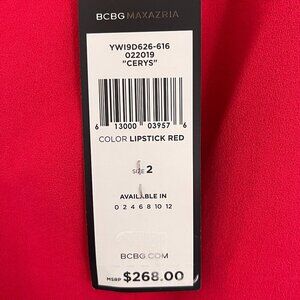 BCBGMAXAZRIA
YWI9D626-616
022019
"CERYS"
6 13000 03957 6
COLOR LIPSTICK RED
SIZE 2
AVAILABLE IN
0 2 4 6 8 10 12
BCBG.COM
MSRP $268.00